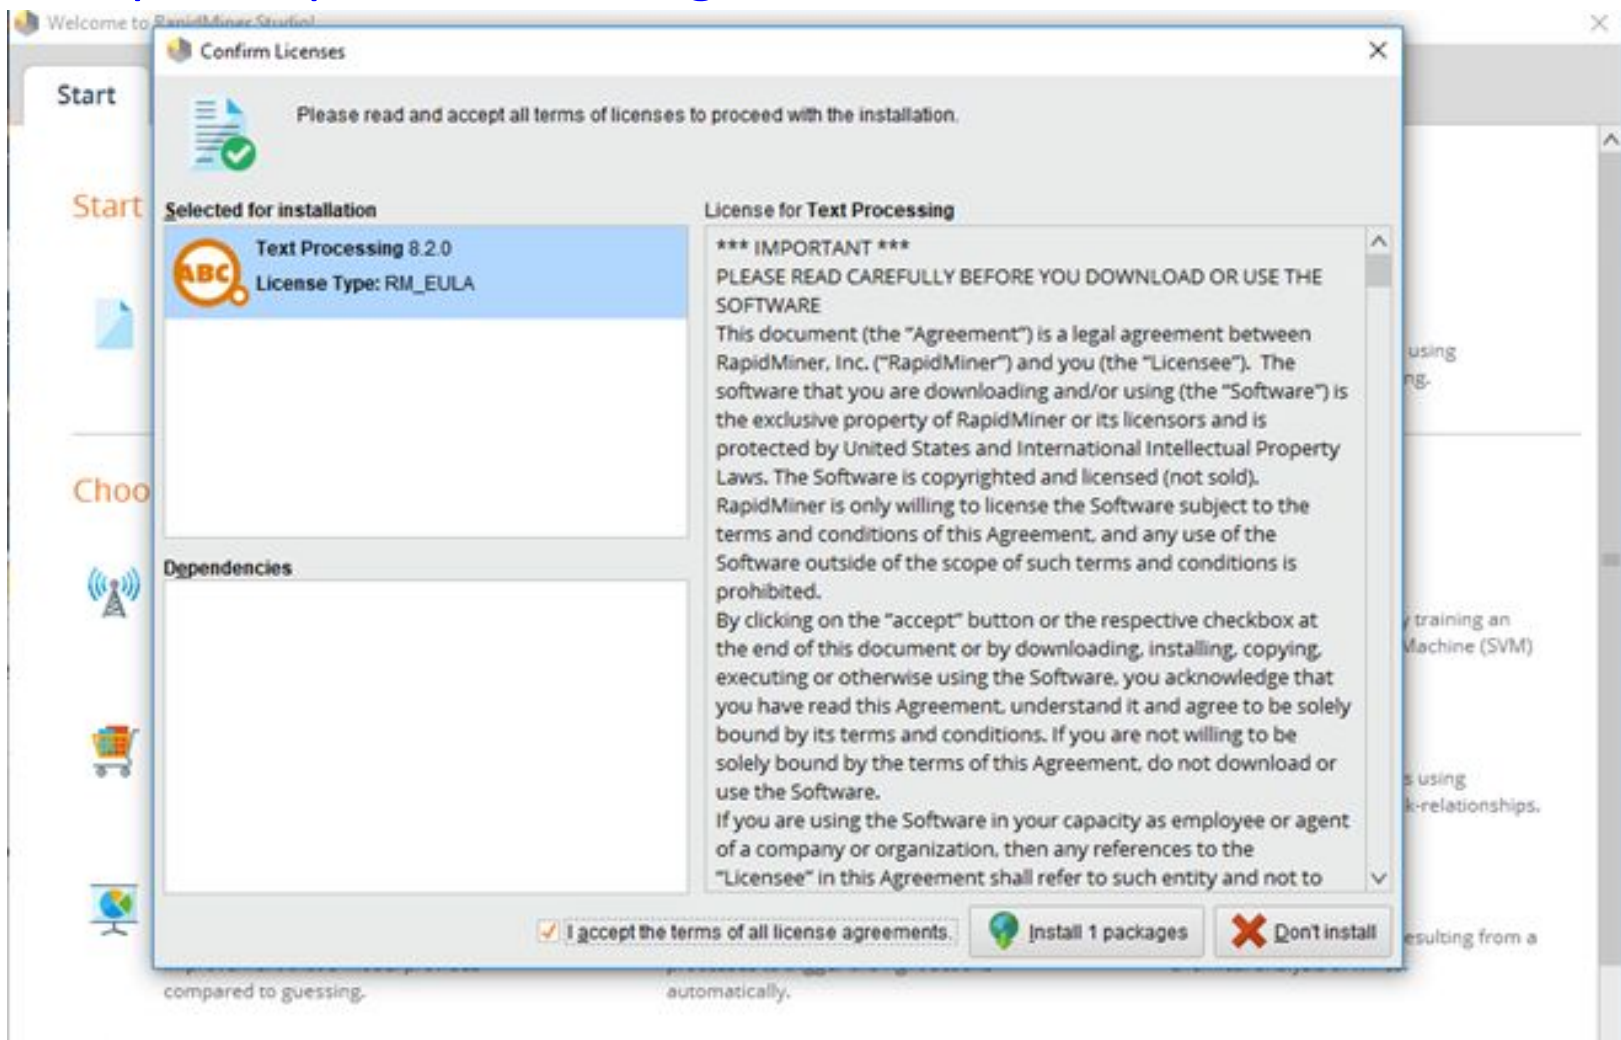 Welcome to RapidMiner Studio!
Confirm Licenses
Start
Please read and accept all terms of licenses to proceed with the installation.
Start
Selected for installation
License for Text Processing
ABC
Text Processing 8.2.0
License Type: RM_EULA
*** IMPORTANT ***
PLEASE READ CAREFULLY BEFORE YOU DOWNLOAD OR USE THE
SOFTWARE
This document (the “Agreement”) is a legal agreement between
RapidMiner, Inc. (“RapidMiner”) and you (the “Licensee”). The
software that you are downloading and/or using (the “Software”) is
the exclusive property of RapidMiner or its licensors and is
protected by United States and International Intellectual Property
Laws. The Software is copyrighted and licensed (not sold).
RapidMiner is only willing to license the Software subject to the
terms and conditions of this Agreement, and any use of the
Software outside of the scope of such terms and conditions is
prohibited.
By clicking on the “accept” button or the respective checkbox at
the end of this document or by downloading, installing, copying,
executing or otherwise using the Software, you acknowledge that
you have read this Agreement, understand it and agree to be solely
bound by its terms and conditions. If you are not willing to be
solely bound by the terms of this Agreement, do not download or
use the Software.
If you are using the Software in your capacity as employee or agent
of a company or organization, then any references to the
“Licensee” in this Agreement shall refer to such entity and not to
using
ng.
Choo
Dependencies
training an
Machine (SVM)
s using
k-relationships.
I accept the terms of all license agreements.
Install 1 packages
Don't install
esulting from a
compared to guessing.
automatically.